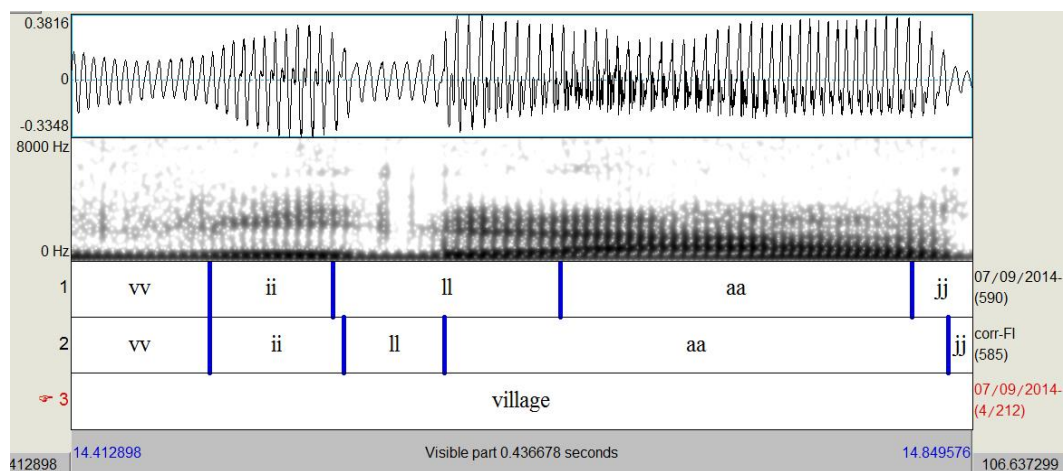 0.3816
0
-0.3348
8000 Hz
0 Hz
1 vv ii ll aa jj 07/09/2014-
(590)
2 vv ii ll aa jj corr-FI
(585)
3 village 07/09/2014-
(4/212)
14.412898 Visible part 0.436678 seconds 14.849576
412898 106.637299